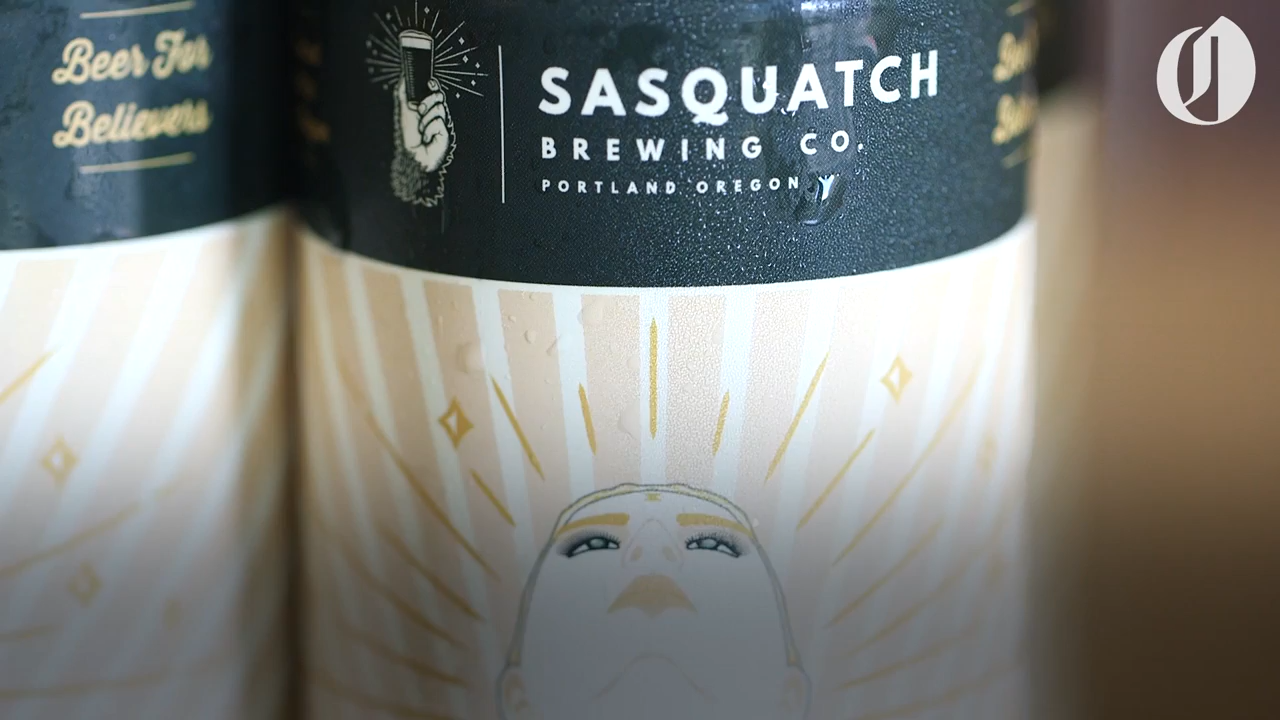 Beer For
Believers
SASQUATCH
BREWING CO.
PORTLAND OREGON